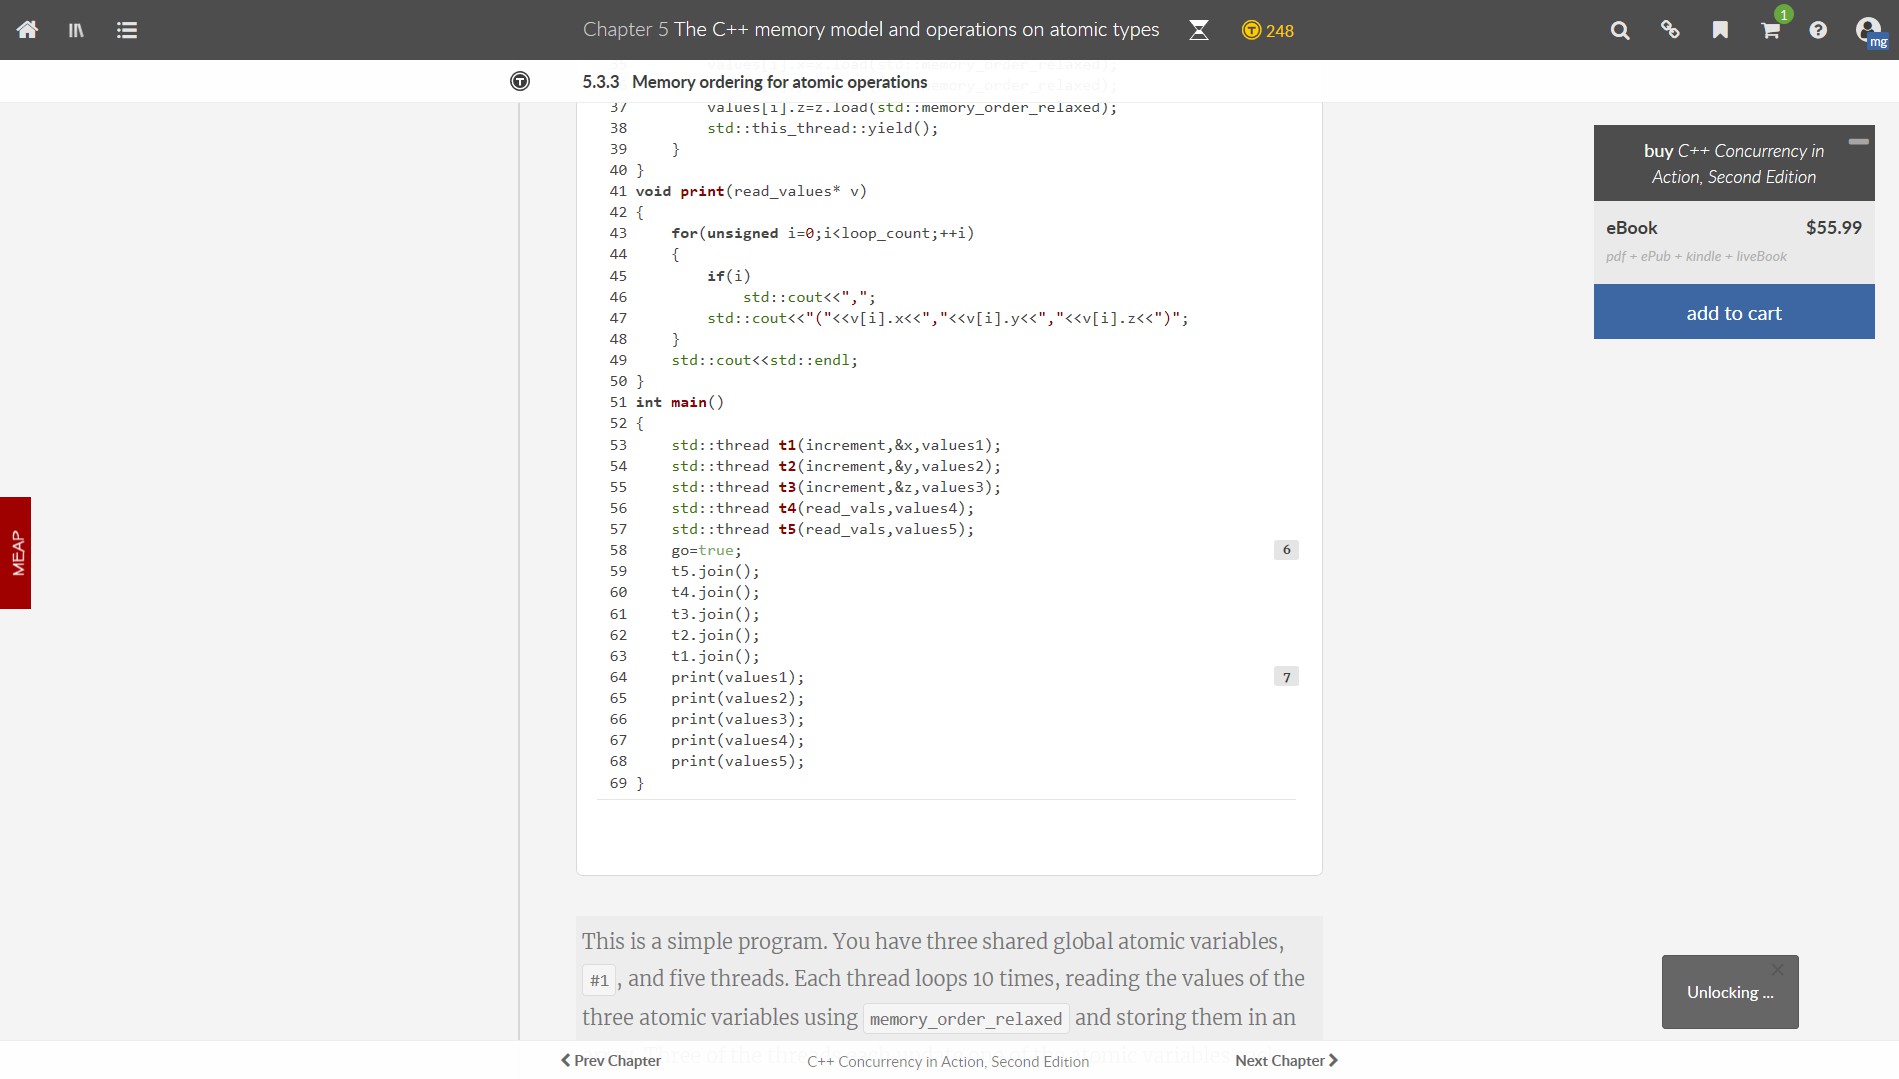 Chapter 5 The C++ memory model and operations on atomic types
248
1
mg
5.3.3 Memory ordering for atomic operations
37 values[i].z=z.load(std::memory_order_relaxed);
38 std::this_thread::yield();
39 }
40 }
41 void print(read_values* v)
42 {
43 for(unsigned i=0;i<loop_count;++i)
44 {
45 if(i)
46 std::cout<<",";
47 std::cout<<"("<<v[i].x<<","<<v[i].y<<","<<v[i].z<<")";
48 }
49 std::cout<<std::endl;
50 }
51 int main()
52 {
53 std::thread t1(increment,&x,values1);
54 std::thread t2(increment,&y,values2);
55 std::thread t3(increment,&z,values3);
56 std::thread t4(read_vals,values4);
57 std::thread t5(read_vals,values5);
58 go=true; 6
59 t5.join();
60 t4.join();
61 t3.join();
62 t2.join();
63 t1.join();
64 print(values1); 7
65 print(values2);
66 print(values3);
67 print(values4);
68 print(values5);
69 }
This is a simple program. You have three shared global atomic variables,
#1 , and five threads. Each thread loops 10 times, reading the values of the
three atomic variables using memory_order_relaxed and storing them in an
MEAP
buy C++ Concurrency in
Action, Second Edition
eBook $55.99
pdf + ePub + kindle + liveBook
add to cart
Unlocking ...
Prev Chapter
C++ Concurrency in Action, Second Edition
Next Chapter